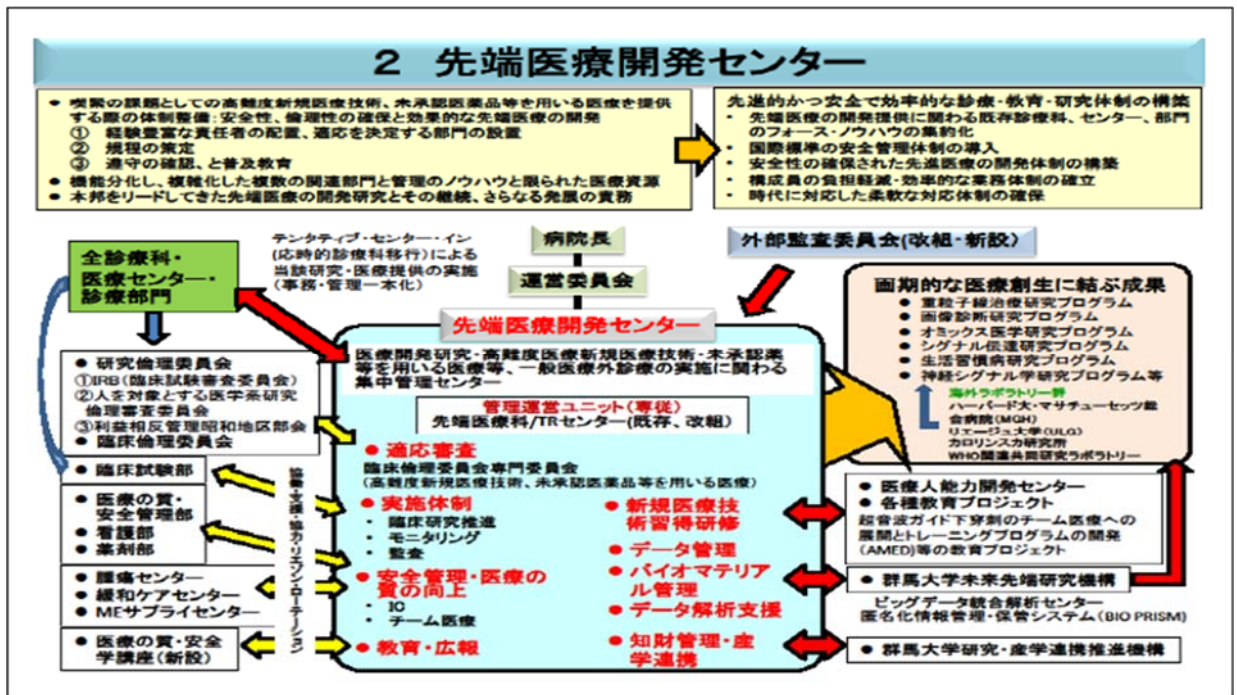 ２ 先端医療開発センター
● 喫緊の課題としての高難度新規医療技術、未承認医薬品等を用いる医療を提供
する際の体制整備：安全性、倫理性の確保と効果的な先端医療の開発
① 経験豊富な責任者の配置、適応を決定する部門の設置
② 規程の策定
③ 遵守の確認、と普及教育
● 機能分化し、複雑化した複数の関連部門と管理のノウハウと限られた医療資源
● 本邦をリードしてきた先端医療の開発研究とその継続、さらなる発展の責務
先進的かつ安全で効率的な診療・教育・研究体制の構築
・ 先端医療の開発提供に関わる既存診療科、センター、部門
のフォース・ノウハウの集約化
・ 国際標準の安全管理体制の導入
・ 安全性の確保された先進医療の開発体制の構築
・ 構成員の負担軽減・効率的な業務体制の確立
・ 時代に対応した柔軟な対応体制の確保
全診療科・
医療センター・
診療部門
テンタティブ・センター・イン
(応時的診療科移行)による
当該研究・医療提供の実施
(事務・管理一本化)
病院長
運営委員会
外部監査委員会(改組・新設)
● 研究倫理委員会
①IRB(臨床試験審査委員会)
②人を対象とする医学系研究
倫理審査委員会
③利益相反管理昭和地区部会
● 臨床倫理委員会
● 臨床試験部
● 医療の質・
安全管理部
● 看護部
● 薬剤部
● 腫瘍センター
● 緩和ケアセンター
● MEサプライセンター
● 医療の質・安全
学講座(新設)
協働・支援・協力・リエゾン・ローテーション
先端医療開発センター
医療開発研究・高難度医療新規医療技術・未承認薬
等を用いる医療等、一般医療外診療の実施に関わる
集中管理センター
管理運営ユニット(専従)
先端医療科/TRセンター(既存、改組)
● 適応審査
臨床倫理委員会専門委員会
(高難度新規医療技術、未承認医薬品等を用いる医療)
● 実施体制
・ 臨床研究推進
・ モニタリング
・ 監査
● 安全管理・医療の
質の向上
・ IC
・ チーム医療
● 教育・広報
● 新規医療技
術習得研修
● データ管理
● バイオマテリア
ル管理
● データ解析支援
● 知財管理・産
学連携
画期的な医療創生に結ぶ成果
● 重粒子線治療研究プログラム
● 画像診断研究プログラム
● オミックス医学研究プログラム
● シグナル伝達研究プログラム
● 生活習慣病研究プログラム
● 神経シグナル学研究プログラム等
海外ラボラトリー群
ハーバード大・マサチューセッツ総
合病院(MGH)
リエージュ大学(ULG)
カロリンスカ研究所
WHO関連共同研究ラボラトリー
● 医療人能力開発センター
● 各種教育プロジェクト
超音波ガイド下穿刺のチーム医療への
展開とトレーニングプログラムの開発
(AMED)等の教育プロジェクト
● 群馬大学未来先端研究機構
ビッグデータ統合解析センター
匿名化情報管理・保管システム(BIO PRISM)
● 群馬大学研究・産学連携推進機構